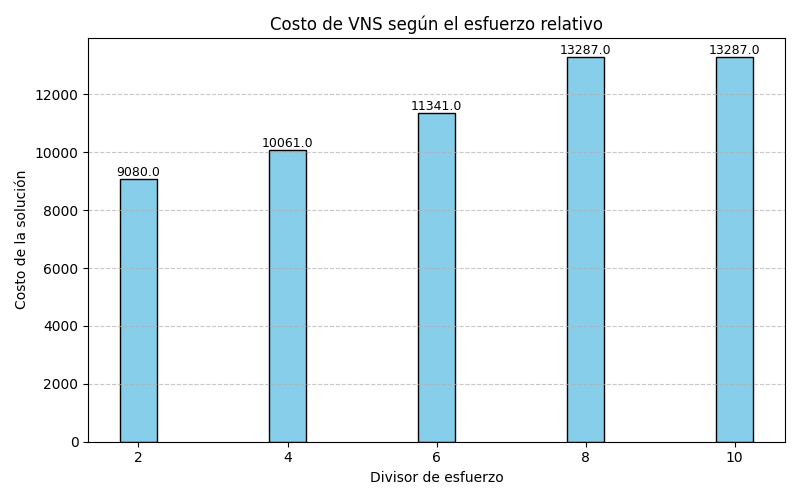 Costo de VNS según el esfuerzo relativo
13287.0 13287.0
12000
11341.0
10061.0
10000
9080.0
8000
6000
4000
2000
0
2 4 6 8 10
Costo de la solución
Divisor de esfuerzo